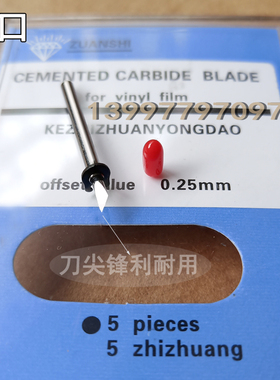 ZUANSHI
CEMENTED CARBIDE BLADE
for vinyl film
13997797097
KEZIZHUANYONGDAO
offset value 0.25mm
刀尖锋利耐用
5 pieces
5 zhizhuang